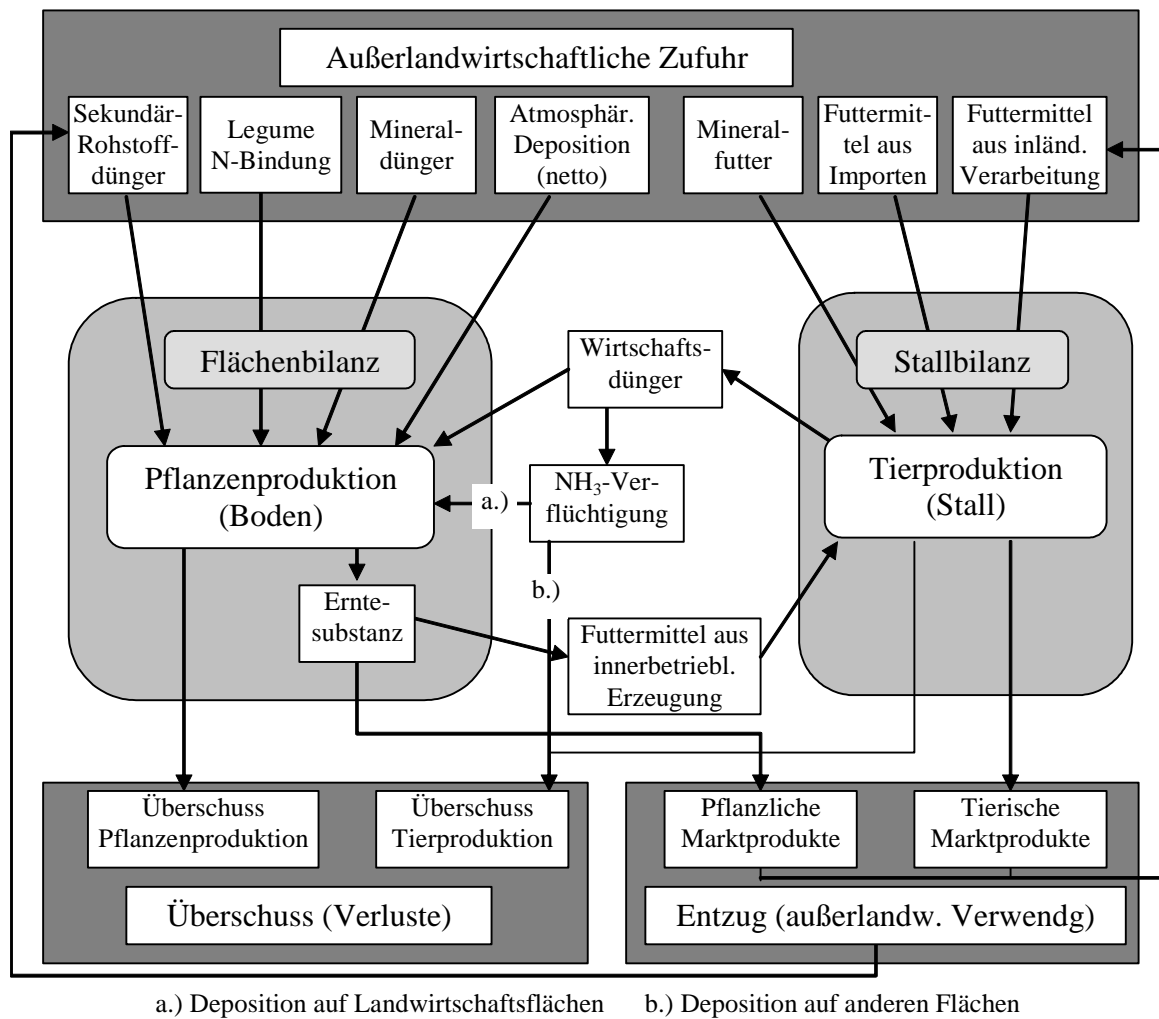 Außerlandwirtschaftliche Zufuhr
Sekundär-
Rohstoff-
dünger
Legume
N-Bindung
Mineral-
dünger
Atmosphär.
Deposition
(netto)
Mineral-
futter
Futtermit-
tel aus
Importen
Futtermittel
aus inländ.
Verarbeitung
Flächenbilanz
Wirtschafts-
dünger
Stallbilanz
Pflanzenproduktion
(Boden)
a.)
NH₃-Ver-
flüchtigung
Tierproduktion
(Stall)
b.)
Ernte-
substanz
Futtermittel aus
innerbetriebl.
Erzeugung
Überschuss
Pflanzenproduktion
Überschuss
Tierproduktion
Pflanzliche
Marktprodukte
Tierische
Marktprodukte
Überschuss (Verluste)
Entzug (außerlandw. Verwendg)
a.) Deposition auf Landwirtschaftsflächen b.) Deposition auf anderen Flächen